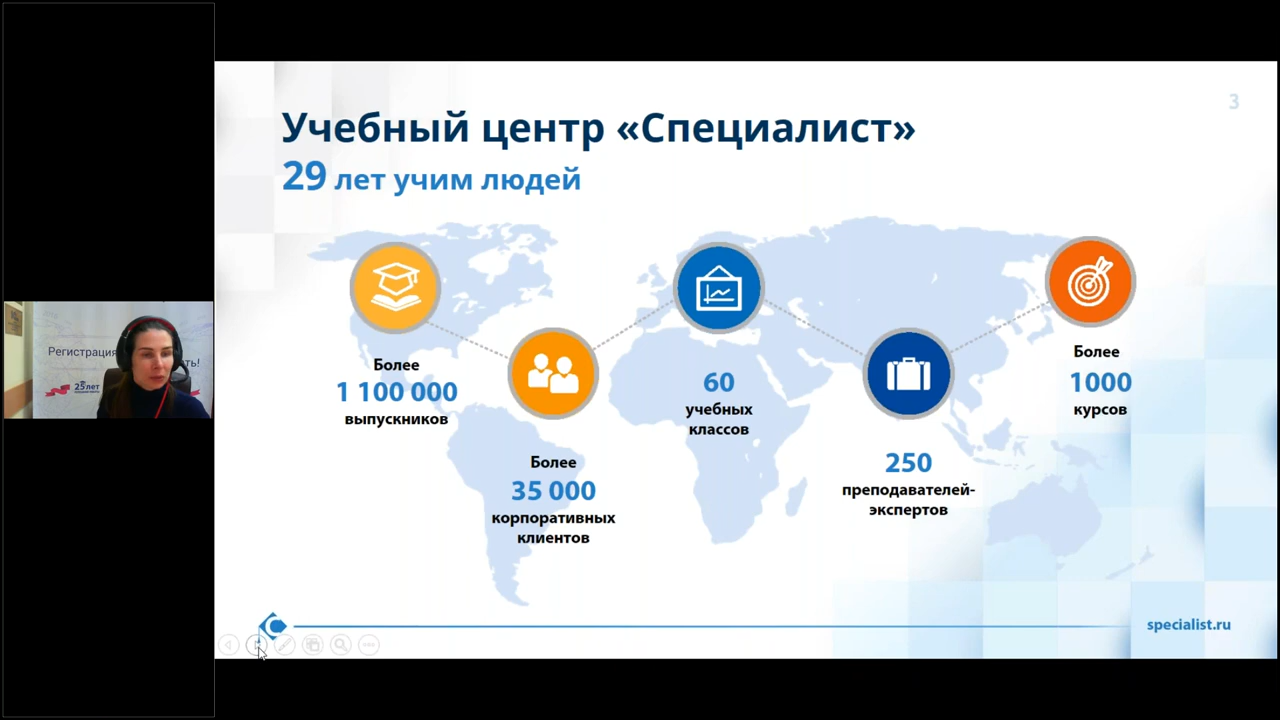 3
Учебный центр «Специалист»
29 лет учим людей
Более
1 100 000
выпускников
Более
35 000
корпоративных
клиентов
60
учебных
классов
250
преподавателей-
экспертов
Более
1000
курсов
specialist.ru
Регистрация
ть!
25 лет